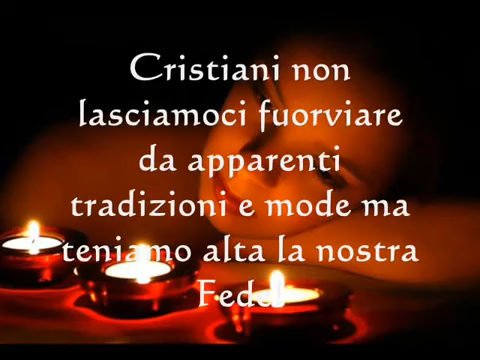 Cristiani non
lasciamoci fuorviare
da apparenti
tradizioni e mode ma
teniamo alta la nostra
Fede!